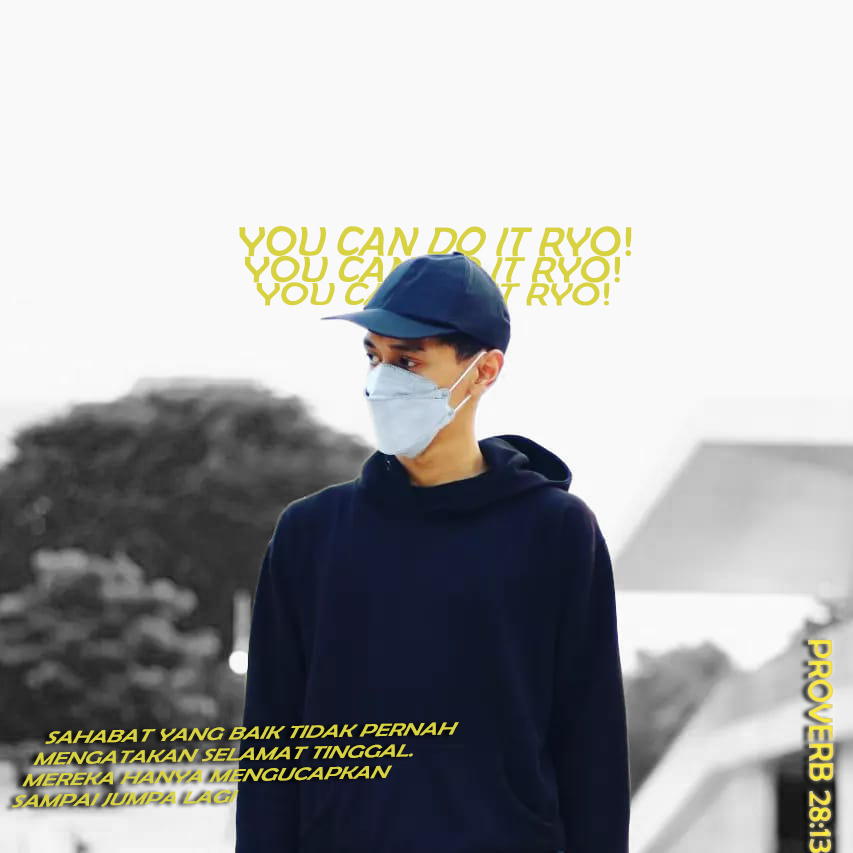 YOU CAN DO IT RYO!
YOU CAN IT RYO!
YOU CA T RYO!
SAHABAT YANG BAIK TIDAK PERNAH
MENGATAKAN SELAMAT TINGGAL.
MEREKA HANYA MENGUCAPKAN
SAMPAI JUMPA LAGI
PROVERB 28:13